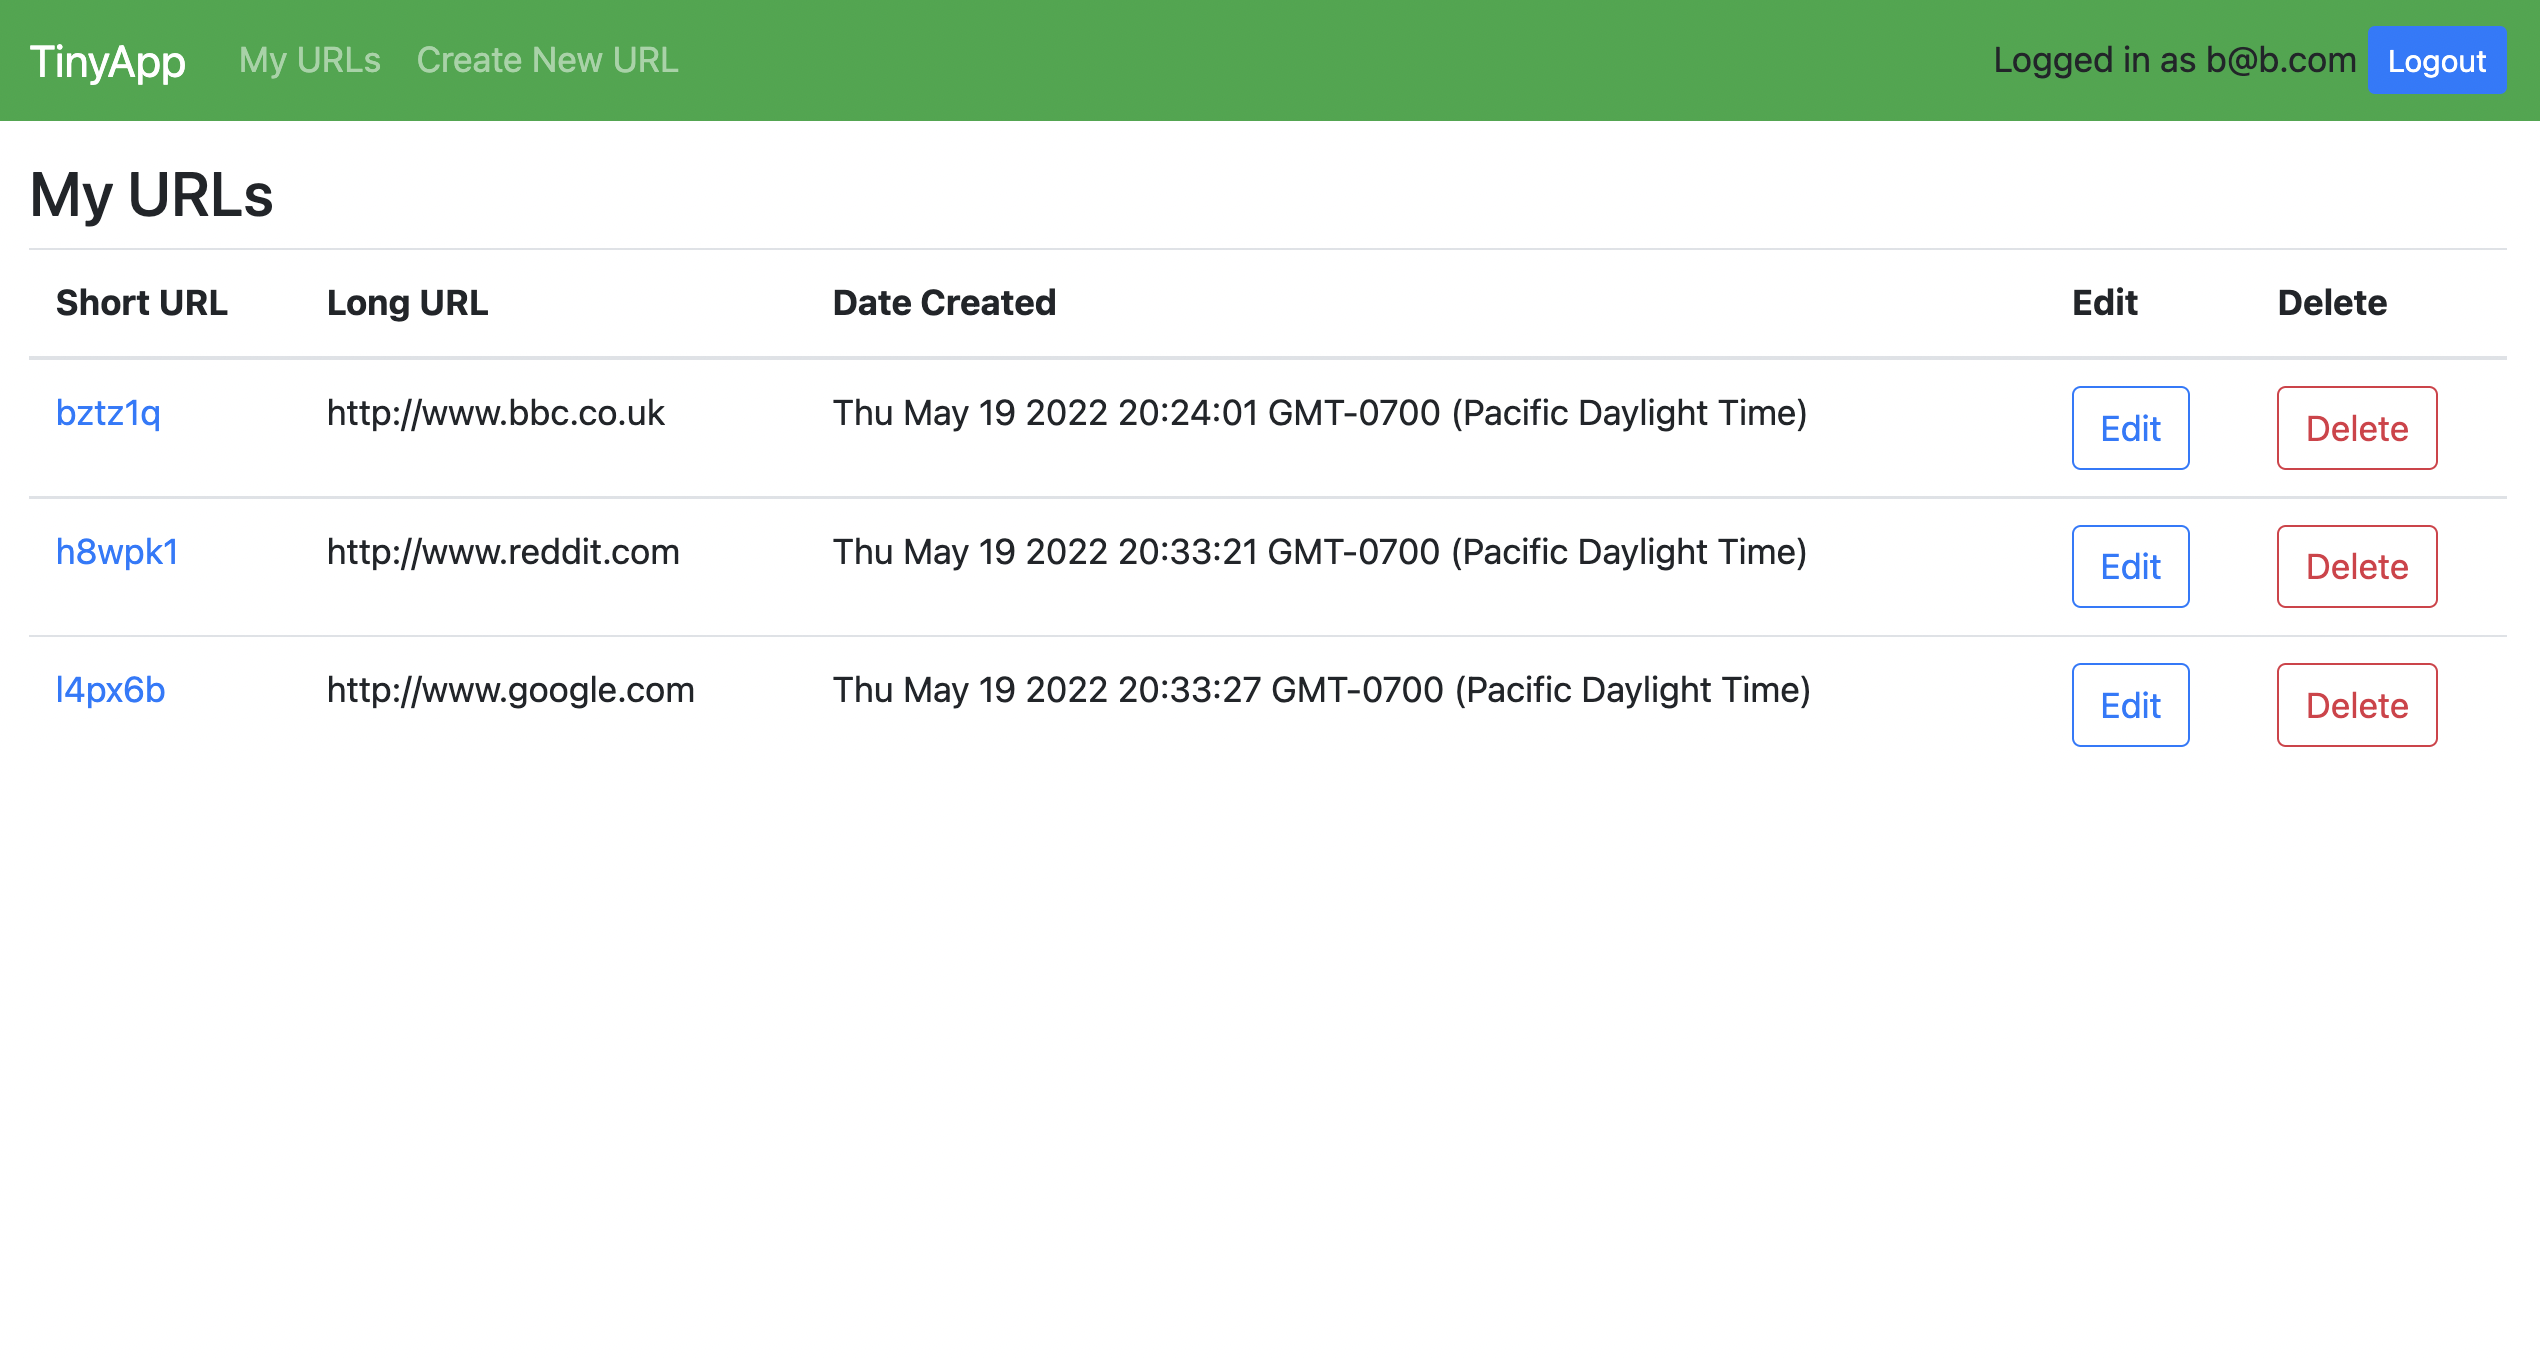 TinyApp My URLs Create New URL Logged in as b@b.com Logout
My URLs
Short URL Long URL Date Created Edit Delete
bztz1q http://www.bbc.co.uk Thu May 19 2022 20:24:01 GMT-0700 (Pacific Daylight Time) Edit Delete
h8wpk1 http://www.reddit.com Thu May 19 2022 20:33:21 GMT-0700 (Pacific Daylight Time) Edit Delete
l4px6b http://www.google.com Thu May 19 2022 20:33:27 GMT-0700 (Pacific Daylight Time) Edit Delete